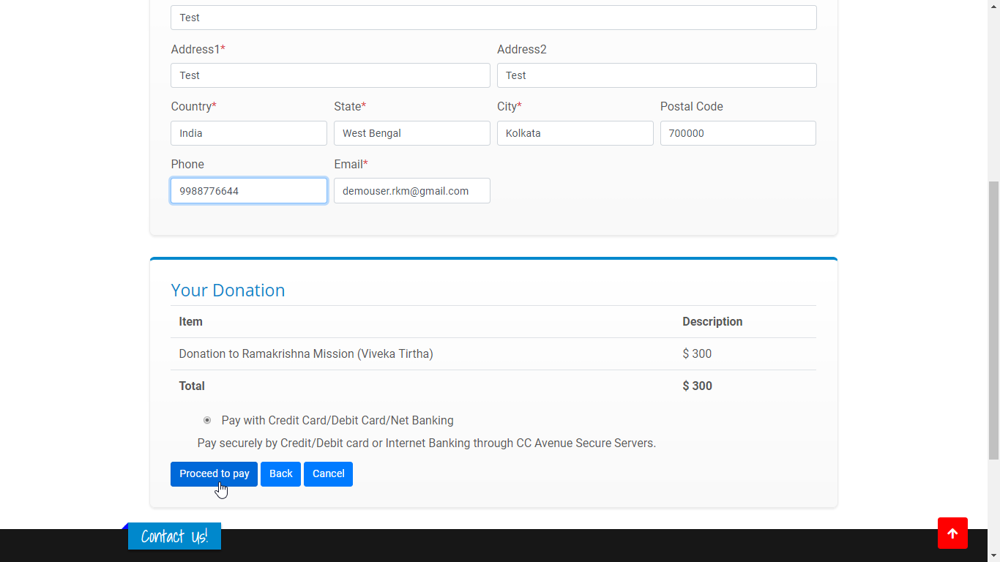 Test
Address1* Address2
Test Test
Country* State* City* Postal Code
India West Bengal Kolkata 700000
Phone Email*
9988776644 demouser.rkm@gmail.com
Your Donation
Item Description
Donation to Ramakrishna Mission (Viveka Tirtha) $ 300
Total $ 300
Pay with Credit Card/Debit Card/Net Banking
Pay securely by Credit/Debit card or Internet Banking through CC Avenue Secure Servers.
Proceed to pay Back Cancel
Contact Us!